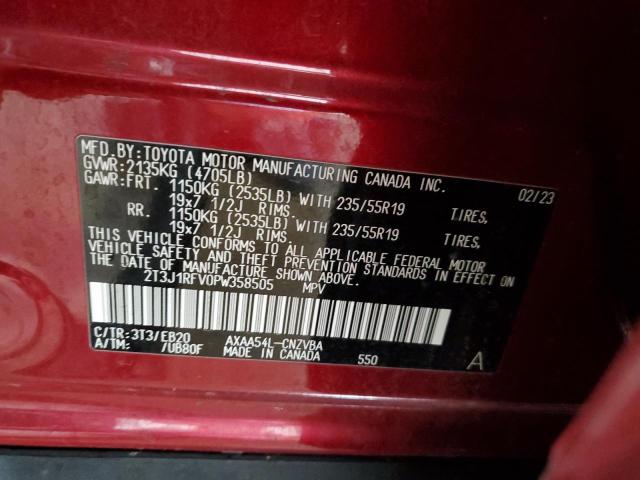 MFD.BY:TOYOTA MOTOR MANUFACTURING CANADA INC.
GVWR:2135KG (4705LB) 02/23
GAWR:FRT. 1150KG (2535LB) WITH 235/55R19 TIRES,
19x7 1/2J RIMS.
RR. 1150KG (2535LB) WITH 235/55R19 TIRES,
19x7 1/2J RIMS.
THIS VEHICLE CONFORMS TO ALL APPLICABLE FEDERAL MOTOR
VEHICLE SAFETY AND THEFT PREVENTION STANDARDS IN EFFECT ON
THE DATE OF MANUFACTURE SHOWN ABOVE.
2T3J1RFV0PW358505 MPV
C/TR:3T3/EB20 AXAA54L-CNZVBA
A/TM: /UB80F MADE IN CANADA 550 A